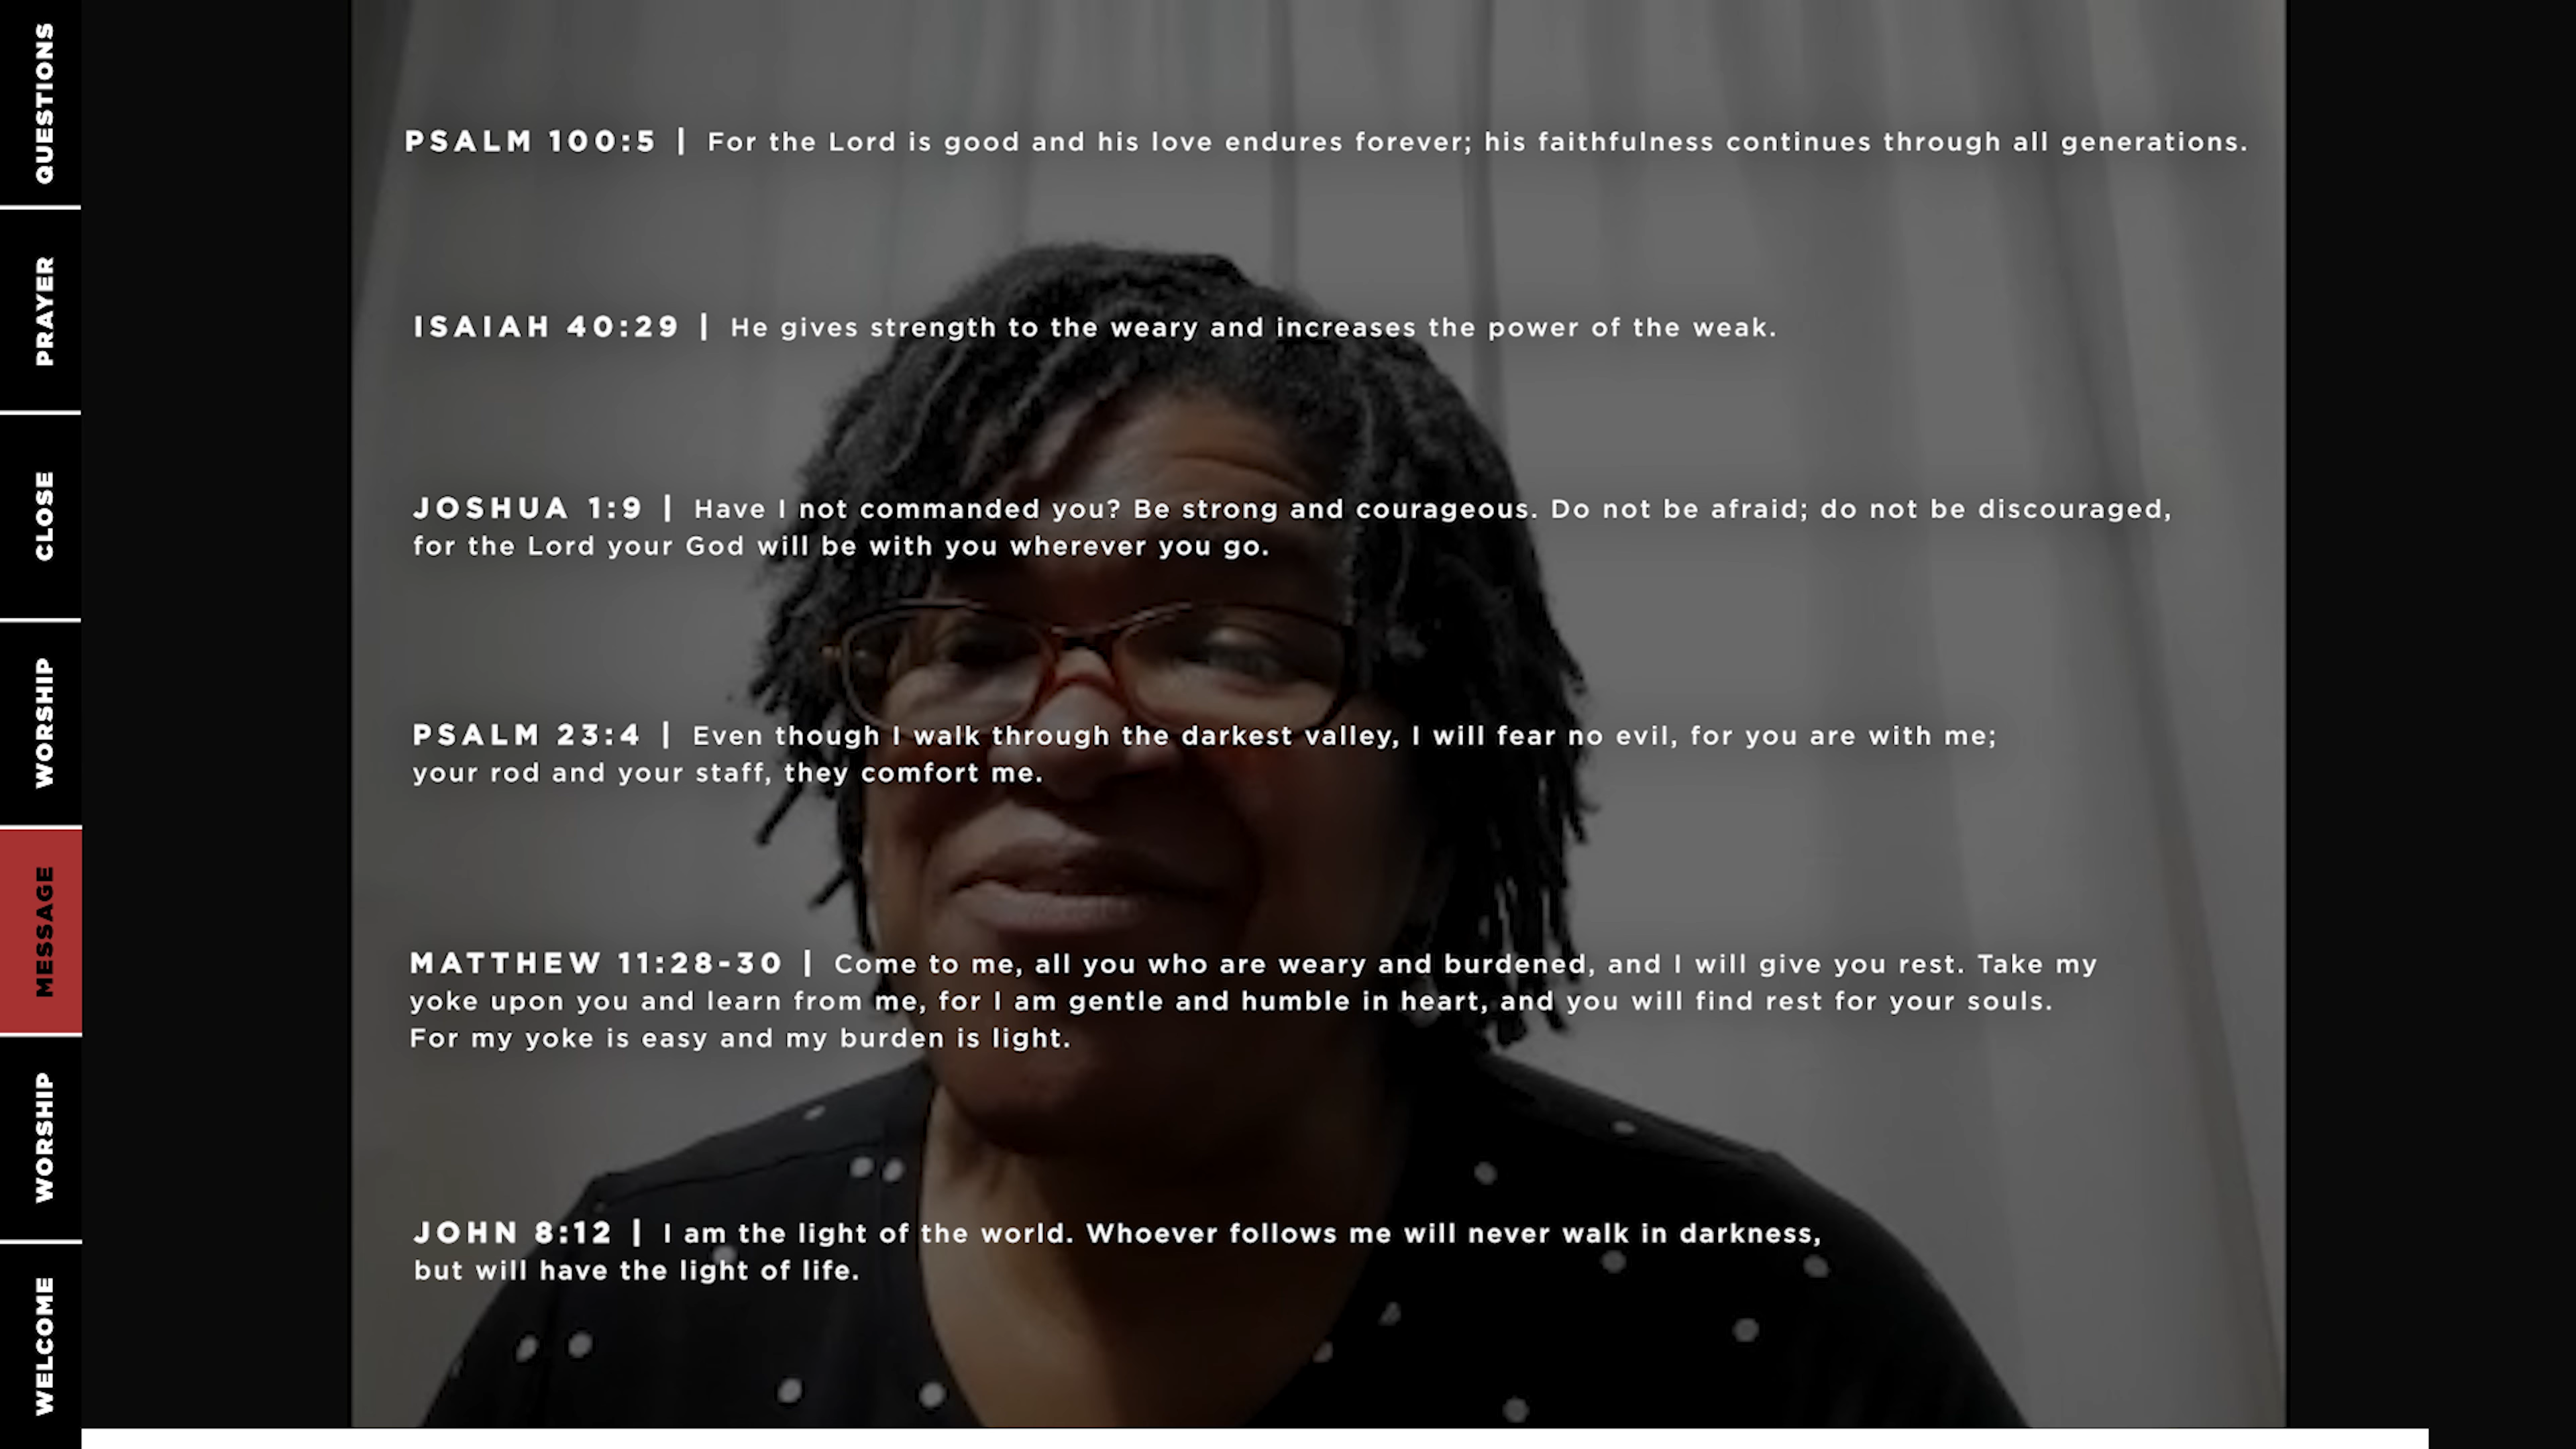 QUESTIONS
PRAYER
CLOSE
WORSHIP
MESSAGE
WORSHIP
WELCOME
PSALM 100:5 | For the Lord is good and his love endures forever; his faithfulness continues through all generations.
ISAIAH 40:29 | He gives strength to the weary and increases the power of the weak.
JOSHUA 1:9 | Have I not commanded you? Be strong and courageous. Do not be afraid; do not be discouraged,
for the Lord your God will be with you wherever you go.
PSALM 23:4 | Even though I walk through the darkest valley, I will fear no evil, for you are with me;
your rod and your staff, they comfort me.
MATTHEW 11:28-30 | Come to me, all you who are weary and burdened, and I will give you rest. Take my
yoke upon you and learn from me, for I am gentle and humble in heart, and you will find rest for your souls.
For my yoke is easy and my burden is light.
JOHN 8:12 | I am the light of the world. Whoever follows me will never walk in darkness,
but will have the light of life.